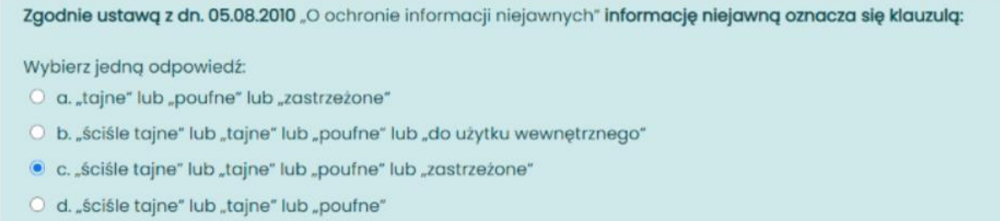 Zgodnie ustawą z dn. 05.08.2010 „O ochronie informacji niejawnych” informację niejawną oznacza się klauzulą:
Wybierz jedną odpowiedź:
a. „tajne” lub „poufne” lub „zastrzeżone”
b. „ściśle tajne” lub „tajne” lub „poufne” lub „do użytku wewnętrznego”
c. „ściśle tajne” lub „tajne” lub „poufne” lub „zastrzeżone”
d. „ściśle tajne” lub „tajne” lub „poufne”